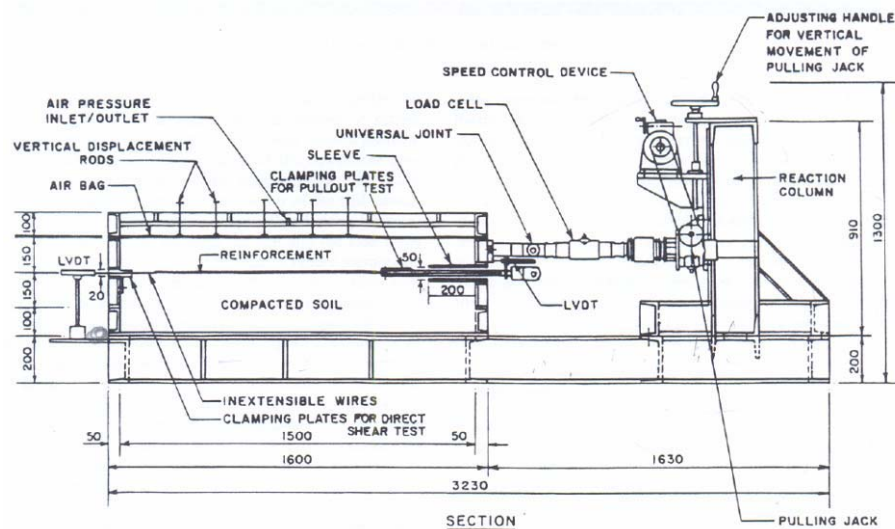 ADJUSTING HANDLE
FOR VERTICAL
MOVEMENT OF
PULLING JACK
SPEED CONTROL DEVICE
AIR PRESSURE
INLET/OUTLET
LOAD CELL
UNIVERSAL JOINT
VERTICAL DISPLACEMENT
RODS
SLEEVE
CLAMPING PLATES
FOR PULLOUT TEST
AIR BAG
REACTION
COLUMN
100
150
150
100
200
LVDT
20
REINFORCEMENT
50
200
LVDT
COMPACTED SOIL
910
1300
200
INEXTENSIBLE WIRES
CLAMPING PLATES FOR DIRECT
SHEAR TEST
50
1500
50
1600
1630
3230
SECTION
PULLING JACK